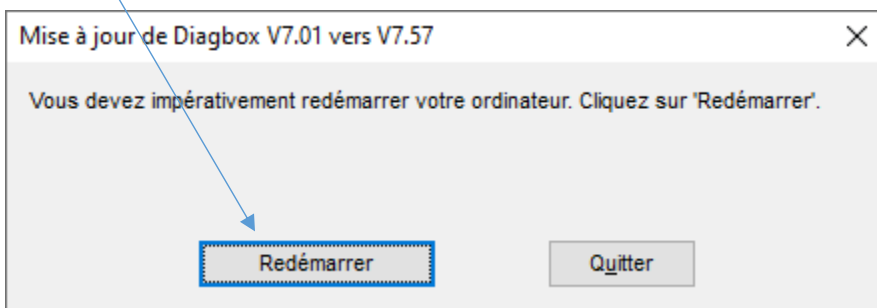 Mise à jour de Diagbox V7.01 vers V7.57
Vous devez impérativement redémarrer votre ordinateur. Cliquez sur 'Redémarrer'.
Redémarrer
Quitter